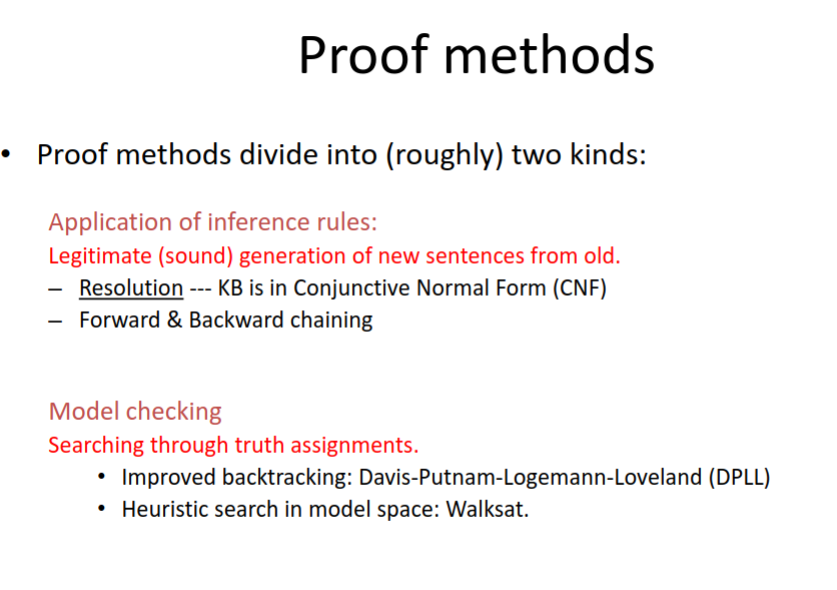 Proof methods
• Proof methods divide into (roughly) two kinds:
Application of inference rules:
Legitimate (sound) generation of new sentences from old.
– Resolution --- KB is in Conjunctive Normal Form (CNF)
– Forward & Backward chaining
Model checking
Searching through truth assignments.
• Improved backtracking: Davis-Putnam-Logemann-Loveland (DPLL)
• Heuristic search in model space: Walksat.